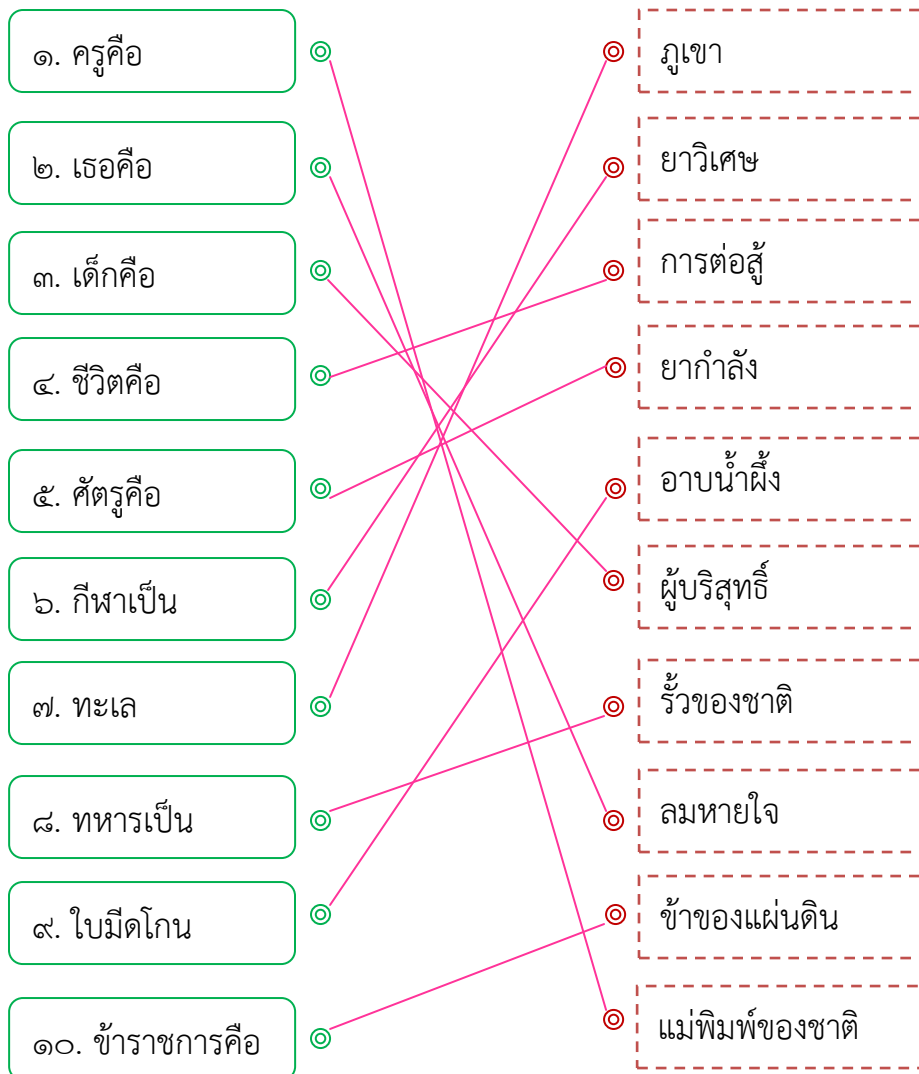 ๑. ครูคือ
ภูเขา
๒. เธอคือ
ยาวิเศษ
๓. เด็กคือ
การต่อสู้
๔. ชีวิตคือ
ยากำลัง
๕. ศัตรูคือ
อาบน้ำผึ้ง
๖. กีฬาเป็น
ผู้บริสุทธิ์
๗. ทะเล
รั้วของชาติ
๘. ทหารเป็น
ลมหายใจ
๙. ใบมีดโกน
ข้าของแผ่นดิน
๑๐. ข้าราชการคือ
แม่พิมพ์ของชาติ